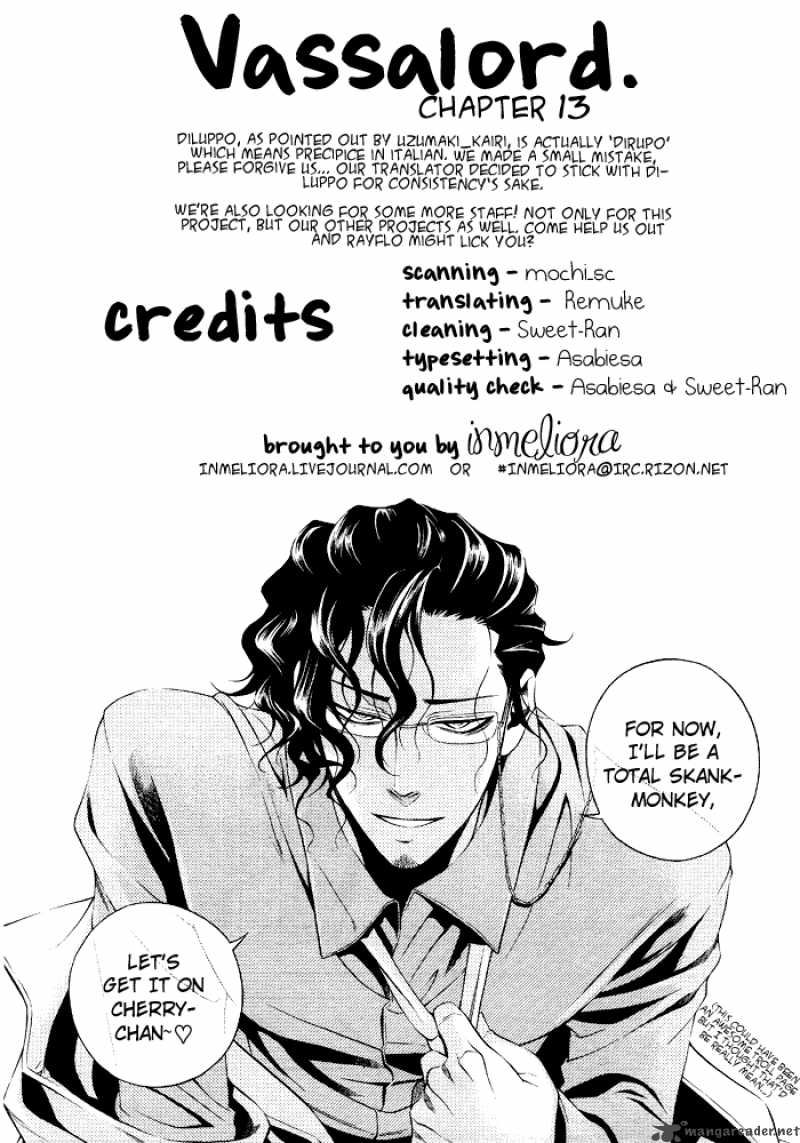 Vassalord.
CHAPTER 13
DILUPPO, AS POINTED OUT BY UZUMAKI_KAIRI, IS ACTUALLY 'DIRUPO'
WHICH MEANS PRECIPICE IN ITALIAN. WE MADE A SMALL MISTAKE,
PLEASE FORGIVE US... OUR TRANSLATOR DECIDED TO STICK WITH DI-
LUPPO FOR CONSISTENCY'S SAKE.
WE'RE ALSO LOOKING FOR SOME MORE STAFF! NOT ONLY FOR THIS
PROJECT, BUT OUR OTHER PROJECTS AS WELL. COME HELP US OUT
AND RAYFLO MIGHT LICK YOU?
credits
scanning - mochi.sc
translating - Remuke
cleaning - Sweet-Ran
typesetting - Asabiesa
quality check - Asabiesa & Sweet-Ran
brought to you by inmeliora
INMELIORA.LIVEJOURNAL.COM OR #INMELIORA@IRC.RIZON.NET
FOR NOW,
I'LL BE A
TOTAL SKANK-
MONKEY,
LET'S
GET IT ON
CHERRY-
CHAN~♡
(THIS COULD HAVE BEEN
AN AWESOME TROLL PAGE
BUT I THOUGHT THAT'D
BE REALLY MEAN...)
mangareader.net